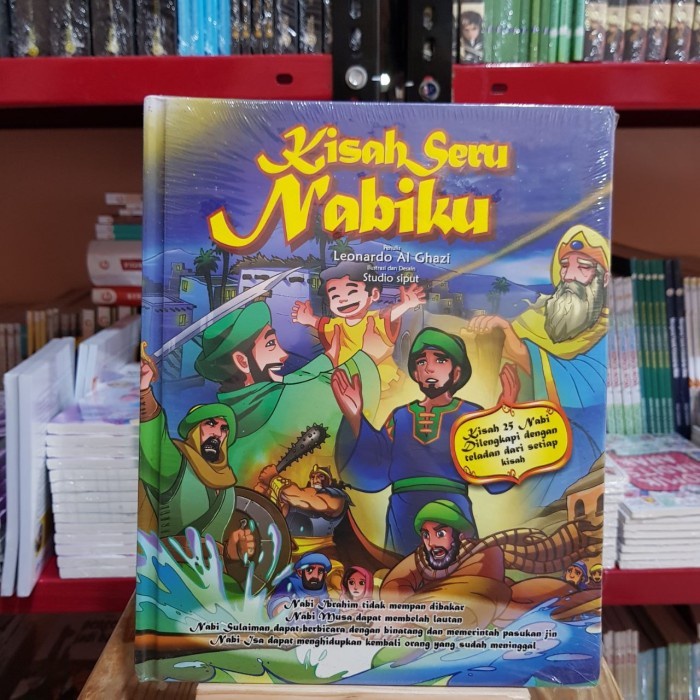 Kisah Seru
Nabiku
Penulis
Leonardo Al Ghazi
Ilustrasi dan Desain
Studio siput
Kisah 25 Nabi
Dilengkapi dengan
teladan dari setiap
kisah
Nabi Ibrahim tidak mempan dibakar
Nabi Musa dapat membelah lautan
Nabi Sulaiman dapat berbicara dengan binatang dan memerintah pasukan jin
Nabi Isa dapat menghidupkan kembali orang yang sudah meninggal